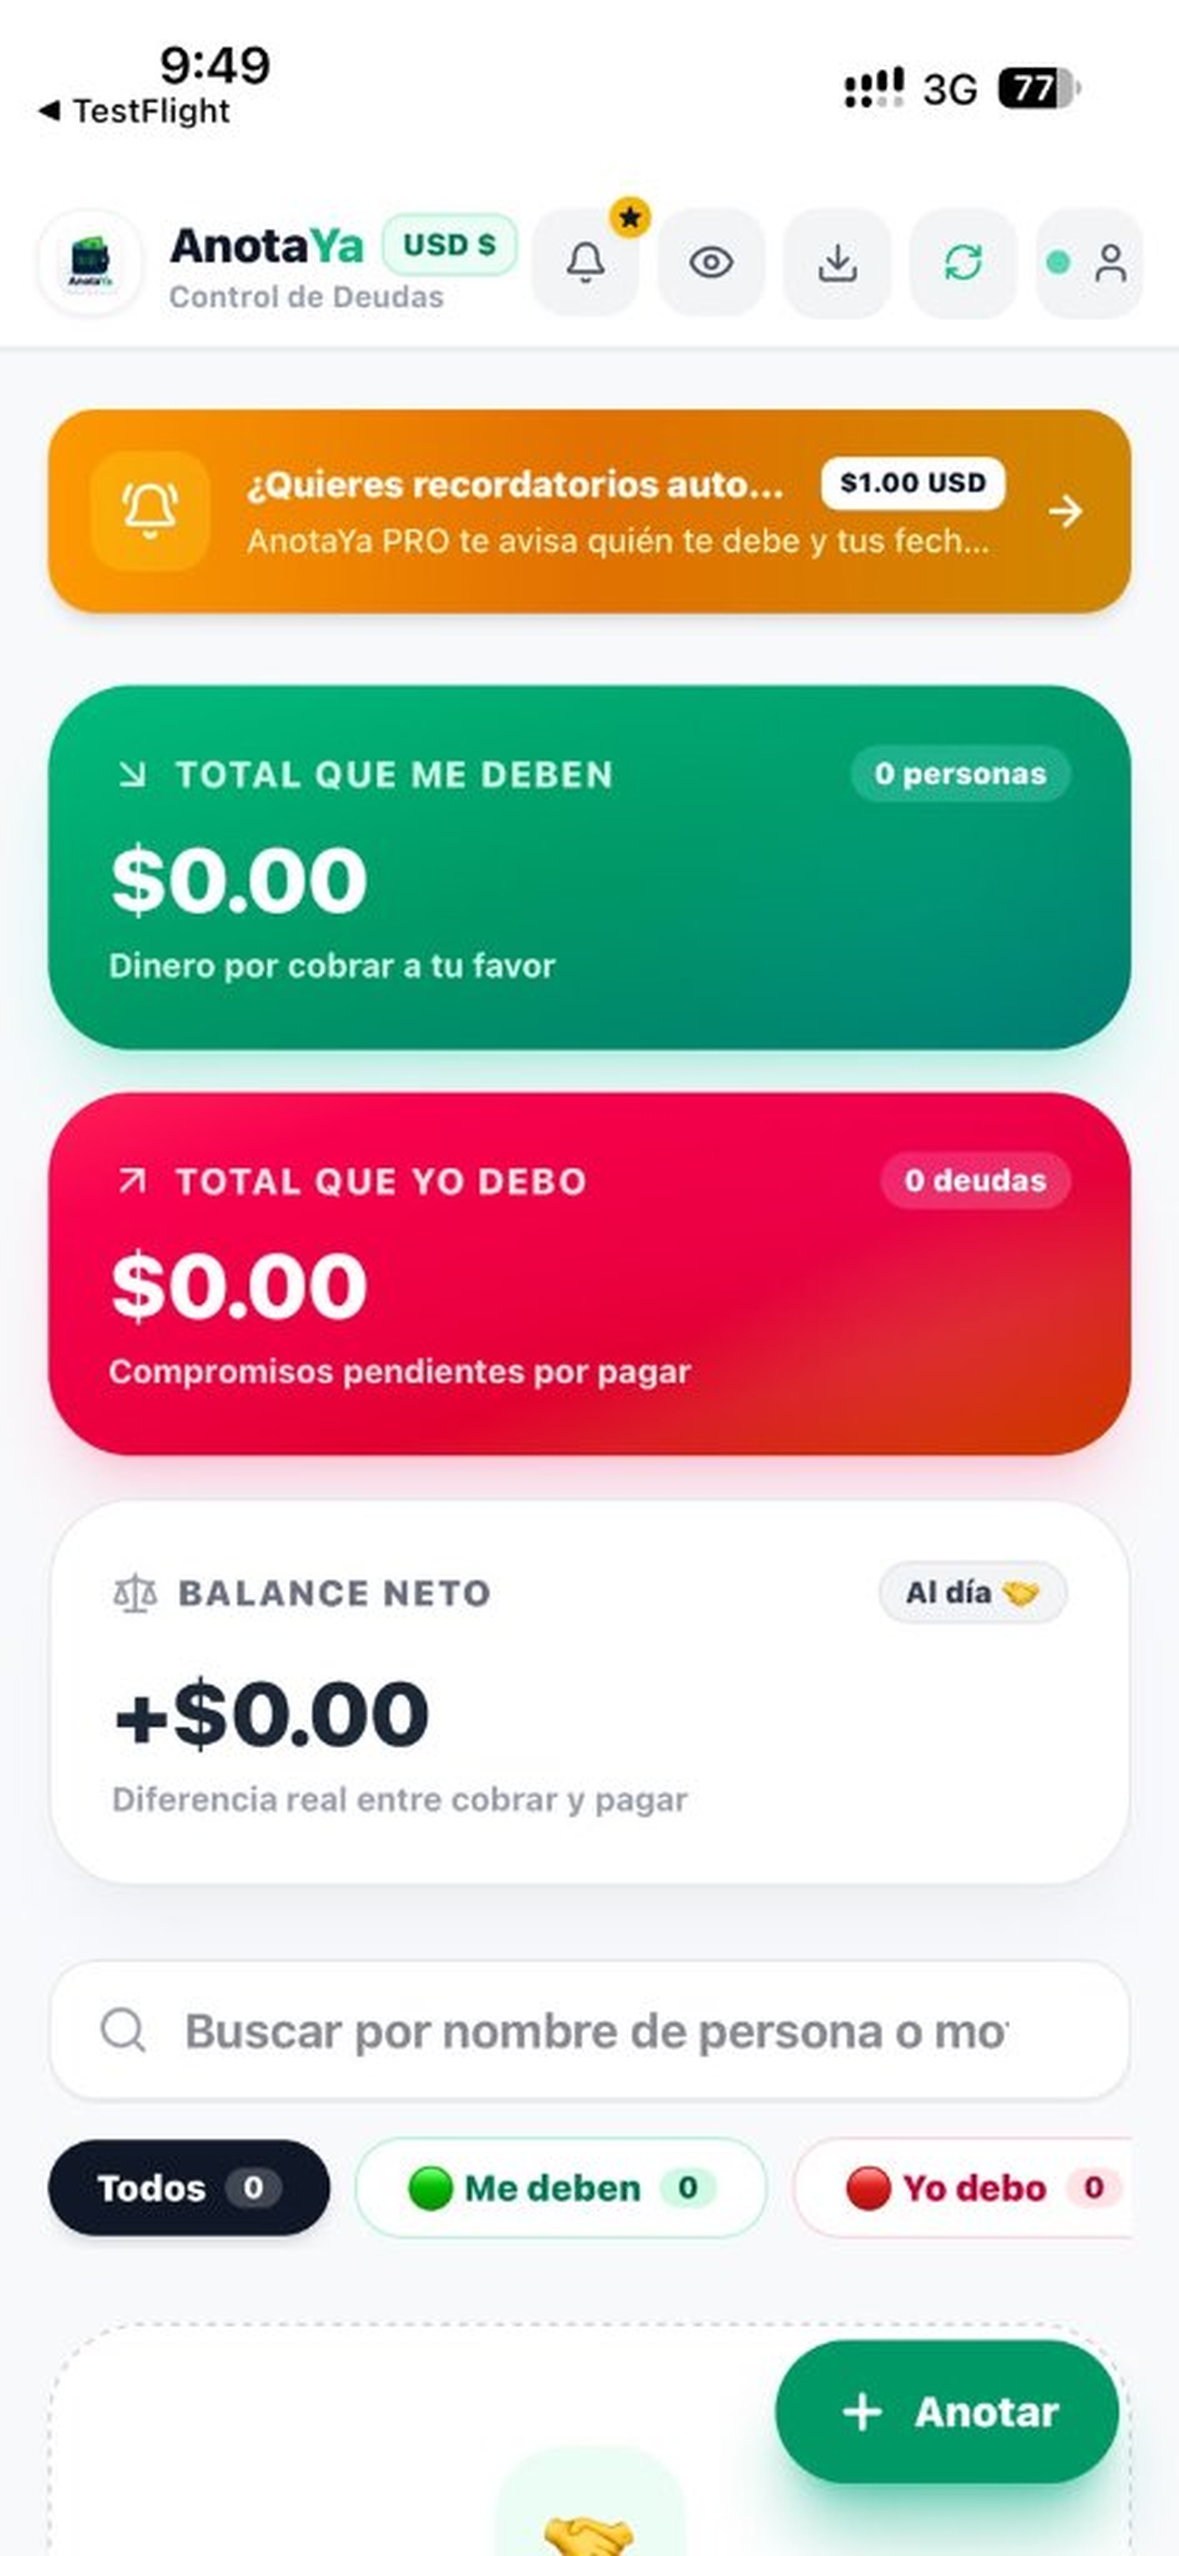 9:49
◀ TestFlight
3G
77
AnotaYa
USD $
Control de Deudas
¿Quieres recordatorios auto...
$1.00 USD
AnotaYa PRO te avisa quién te debe y tus fech...
TOTAL QUE ME DEBEN
0 personas
$0.00
Dinero por cobrar a tu favor
TOTAL QUE YO DEBO
0 deudas
$0.00
Compromisos pendientes por pagar
BALANCE NETO
Al día 🤝
+$0.00
Diferencia real entre cobrar y pagar
Buscar por nombre de persona o mo
Todos 0
Me deben 0
Yo debo 0
+ Anotar